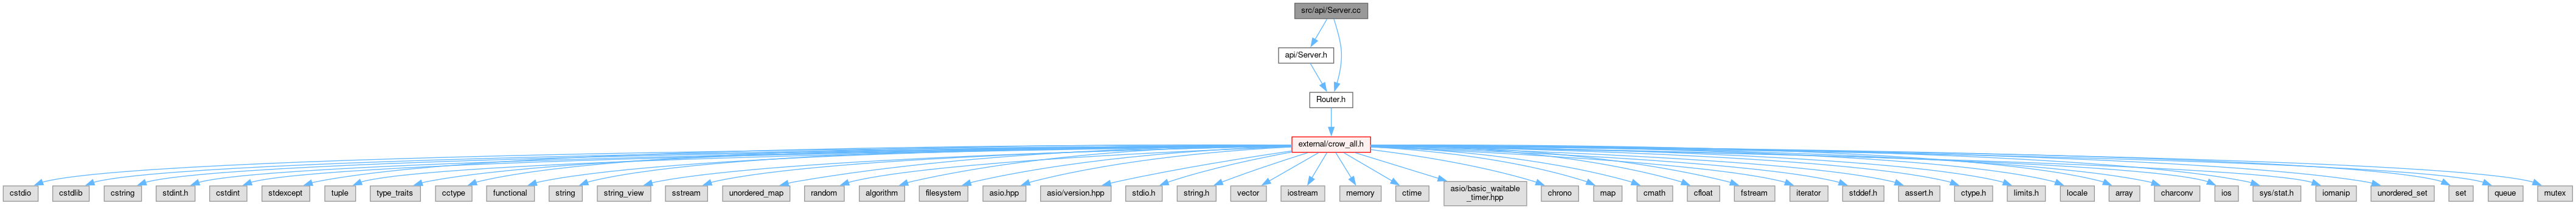 src/api/Server.cc
api/Server.h
Router.h
external/crow_all.h
cstdio
cstdlib
cstring
stdint.h
cstdint
stdexcept
tuple
type_traits
cctype
functional
string
string_view
sstream
unordered_map
random
algorithm
filesystem
asio.hpp
asio/version.hpp
stdio.h
string.h
vector
iostream
memory
ctime
asio/basic_waitable
_timer.hpp
chrono
map
cmath
cfloat
fstream
iterator
stddef.h
assert.h
ctype.h
limits.h
locale
array
charconv
ios
sys/stat.h
iomanip
unordered_set
set
queue
mutex